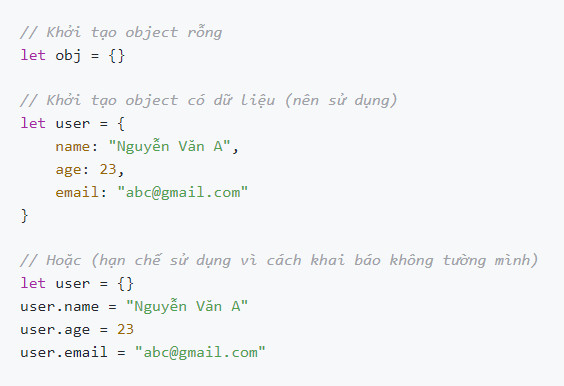 // Khởi tạo object rỗng
let obj = {}
// Khởi tạo object có dữ liệu (nên sử dụng)
let user = {
    name: "Nguyễn Văn A",
    age: 23,
    email: "abc@gmail.com"
}
// Hoặc (hạn chế sử dụng vì cách khai báo không tường mình)
let user = {}
user.name = "Nguyễn Văn A"
user.age = 23
user.email = "abc@gmail.com"